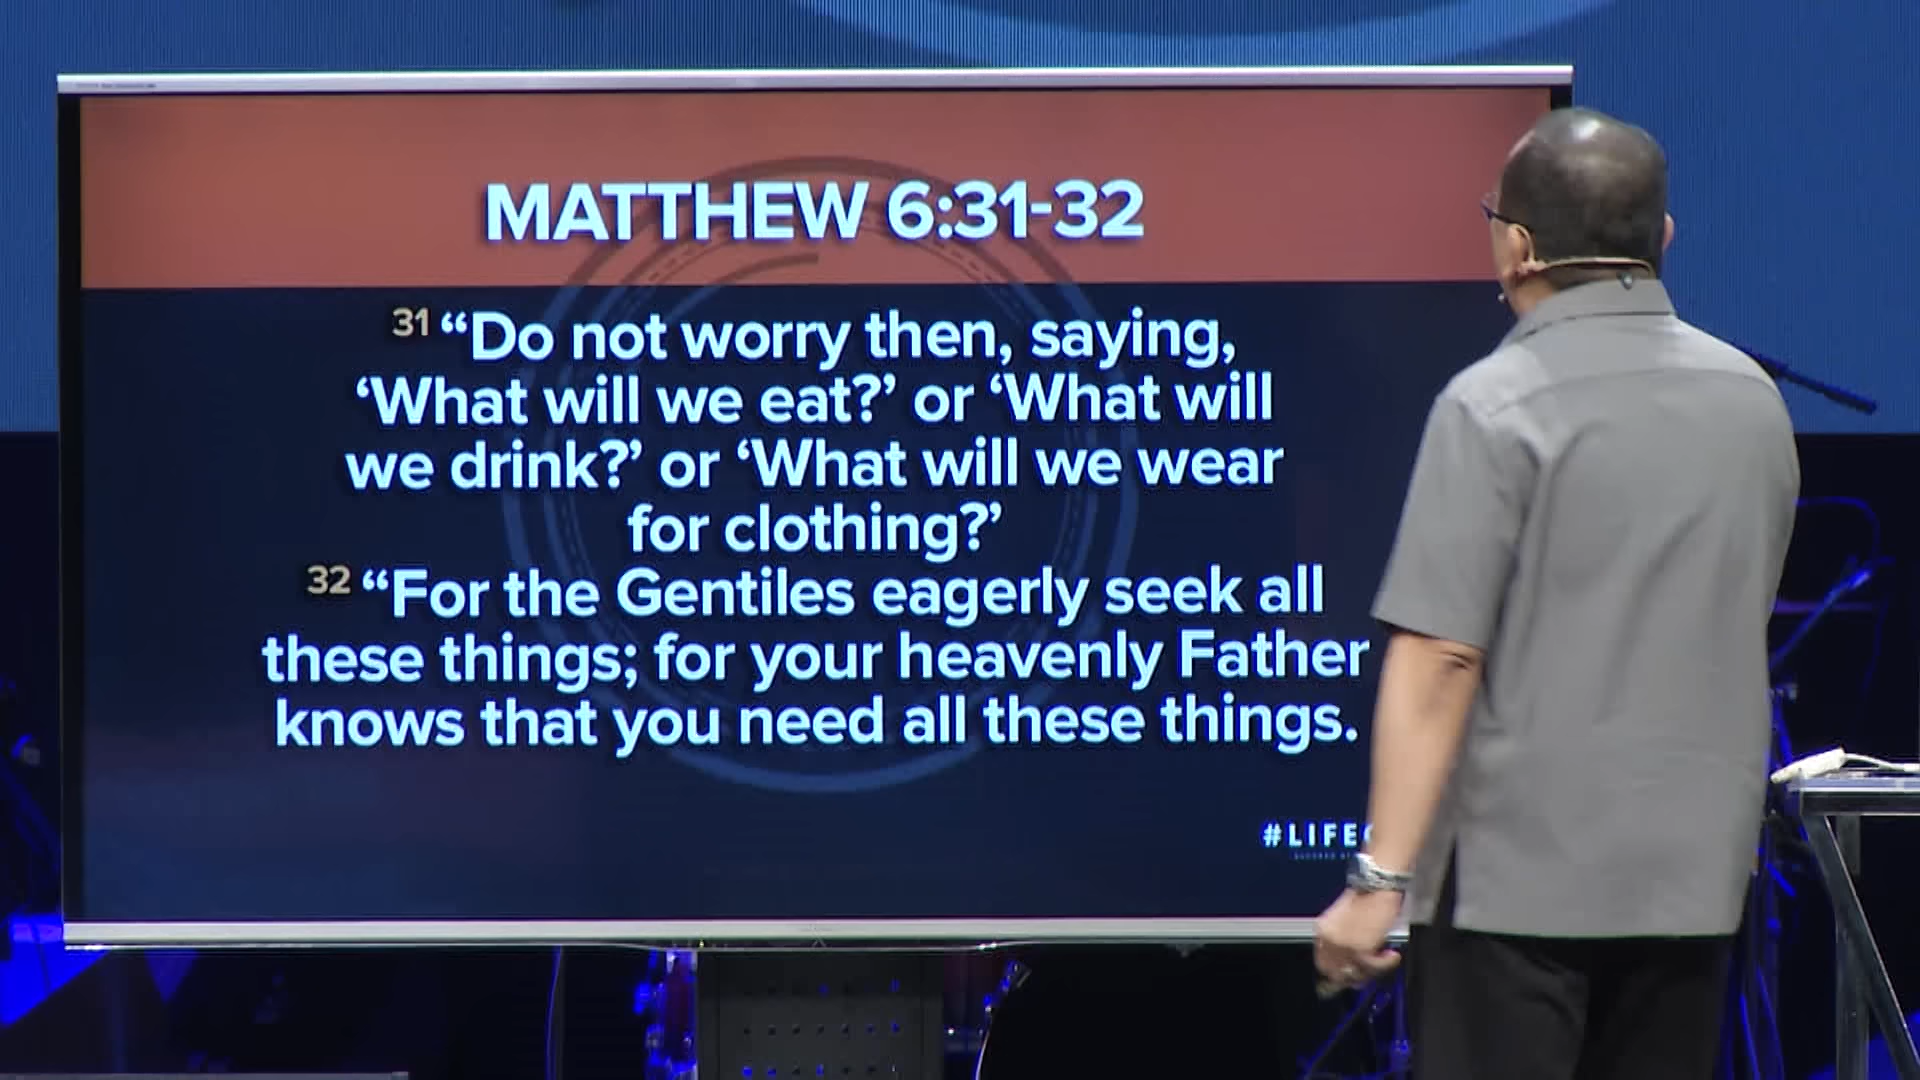 MATTHEW 6:31-32
31 “Do not worry then, saying,
‘What will we eat?’ or ‘What will
we drink?’ or ‘What will we wear
for clothing?’
32 “For the Gentiles eagerly seek all
these things; for your heavenly Father
knows that you need all these things.